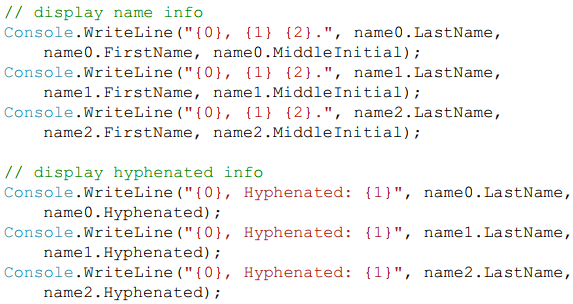 // display name info
Console.WriteLine("{0}, {1} {2}.", name0.LastName,
    name0.FirstName, name0.MiddleInitial);
Console.WriteLine("{0}, {1} {2}.", name1.LastName,
    name1.FirstName, name1.MiddleInitial);
Console.WriteLine("{0}, {1} {2}.", name2.LastName,
    name2.FirstName, name2.MiddleInitial);

// display hyphenated info
Console.WriteLine("{0}, Hyphenated: {1}", name0.LastName,
    name0.Hyphenated);
Console.WriteLine("{0}, Hyphenated: {1}", name1.LastName,
    name1.Hyphenated);
Console.WriteLine("{0}, Hyphenated: {1}", name2.LastName,
    name2.Hyphenated);